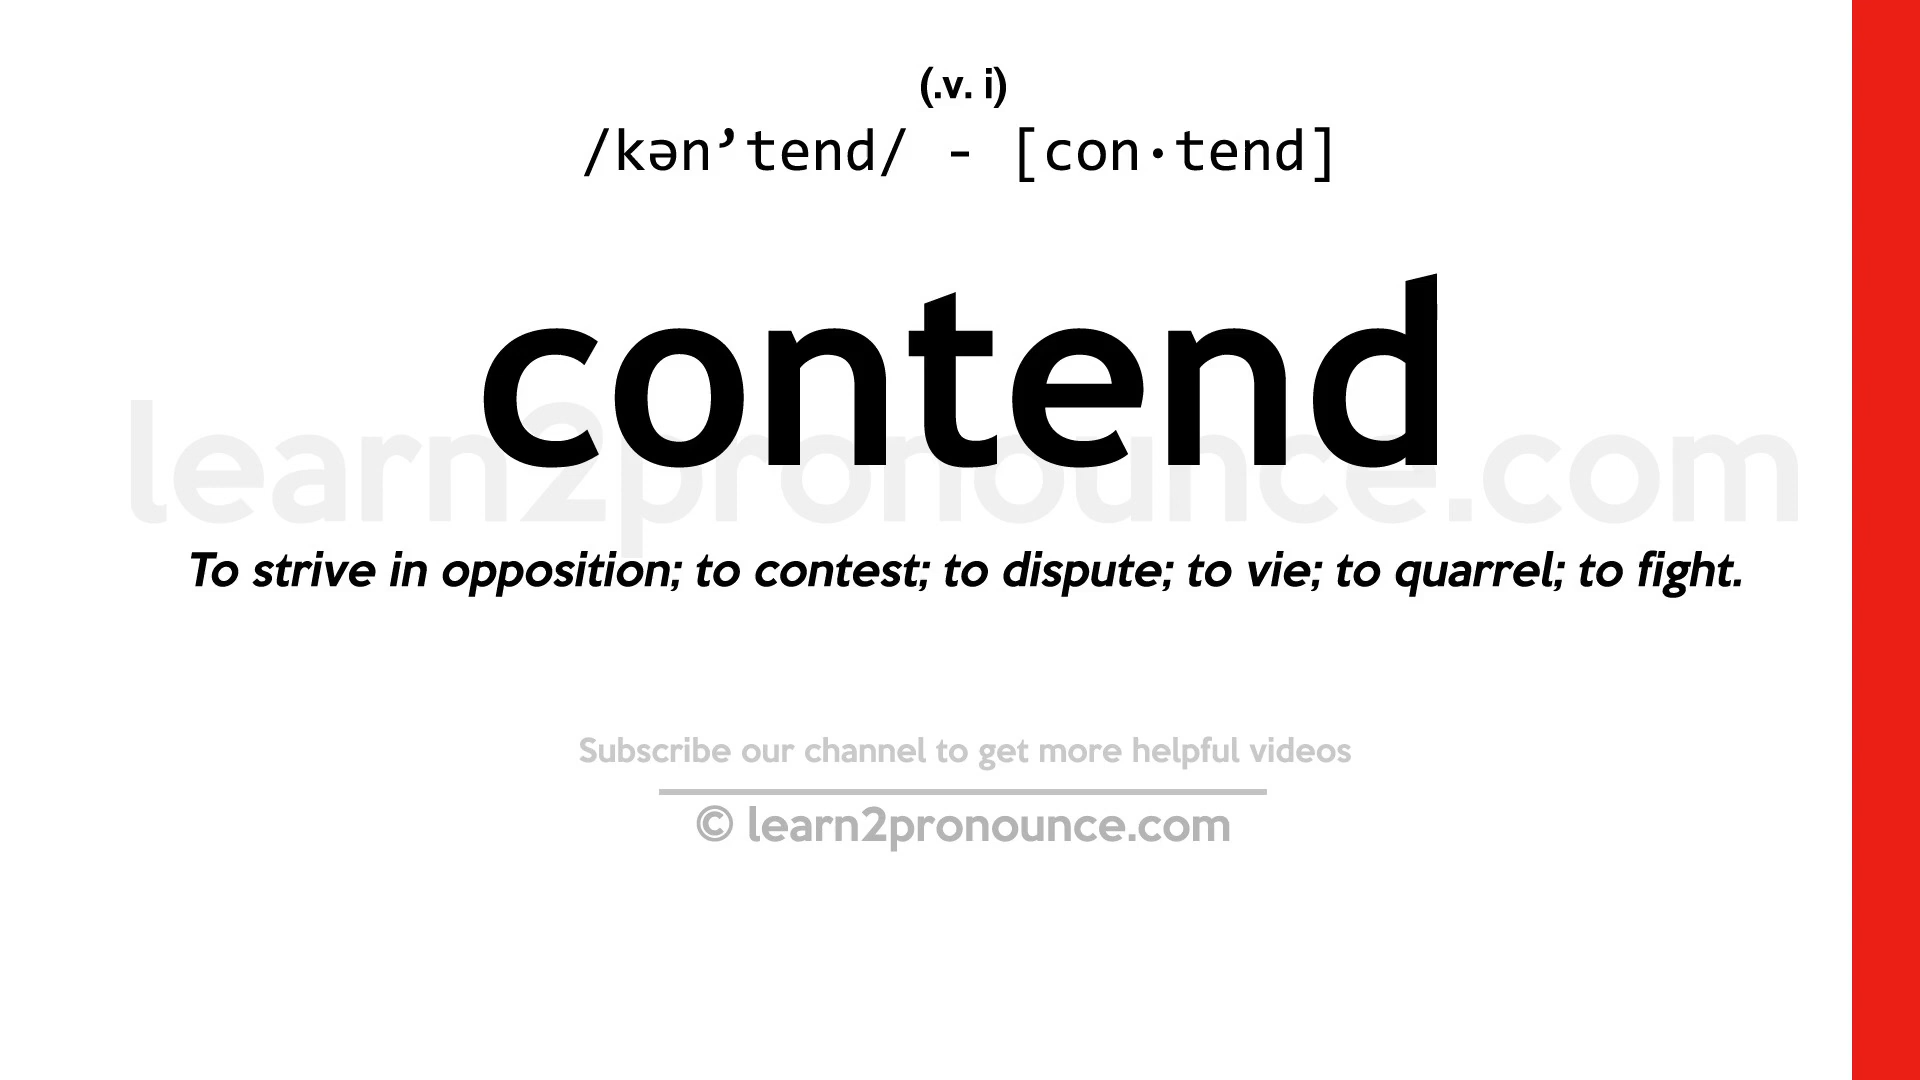 (.v. i)
/kən’tend/ - [con·tend]
contend
learn2pronounce.com
To strive in opposition; to contest; to dispute; to vie; to quarrel; to fight.
Subscribe our channel to get more helpful videos
© learn2pronounce.com